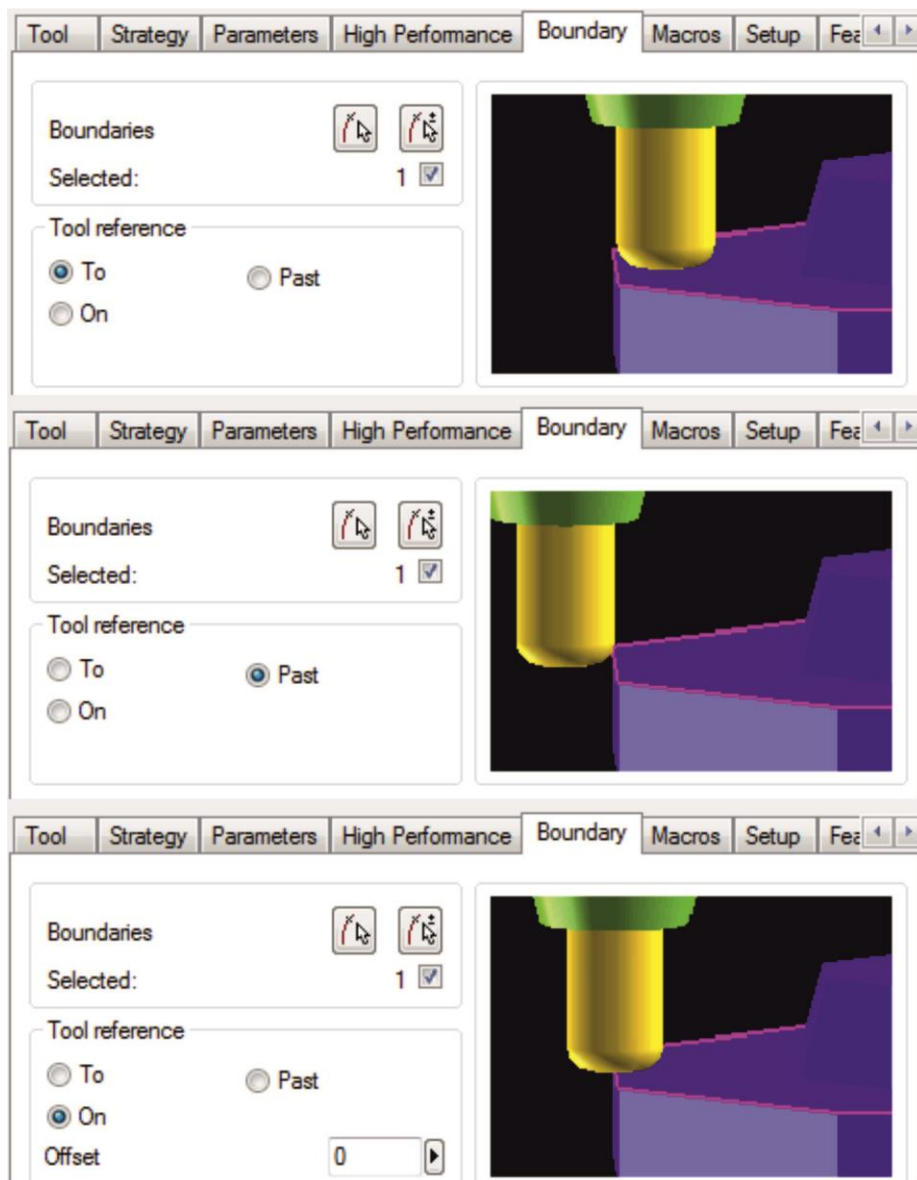 Tool Strategy Parameters High Performance Boundary Macros Setup
Boundaries
Selected: 1
Tool reference
To Past
On
Tool Strategy Parameters High Performance Boundary Macros Setup
Boundaries
Selected: 1
Tool reference
To Past
On
Tool Strategy Parameters High Performance Boundary Macros Setup
Boundaries
Selected: 1
Tool reference
To Past
On
Offset 0